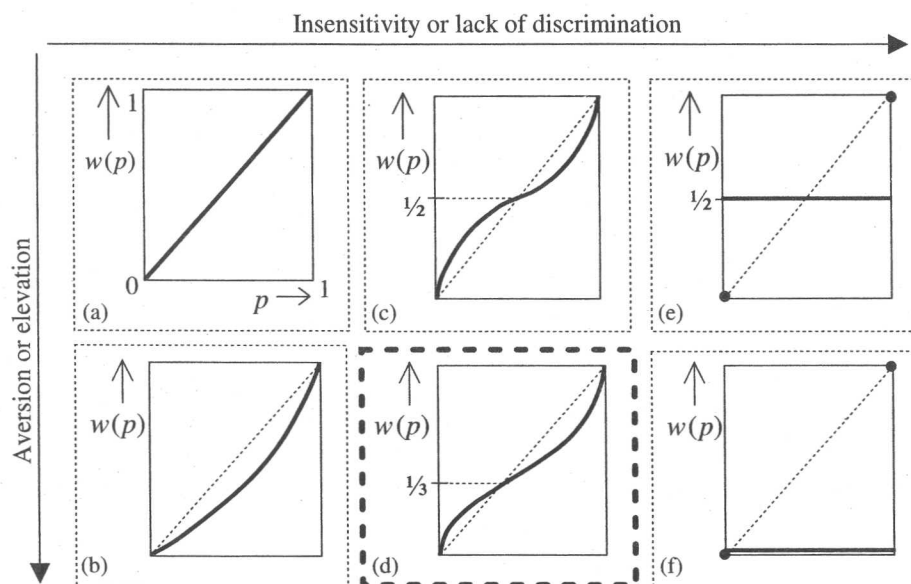 Insensitivity or lack of discrimination
Aversion or elevation
1
w(p)
0
p → 1
(a)
w(p)
½
(c)
w(p)
½
(e)
w(p)
(b)
w(p)
⅓
(d)
w(p)
(f)